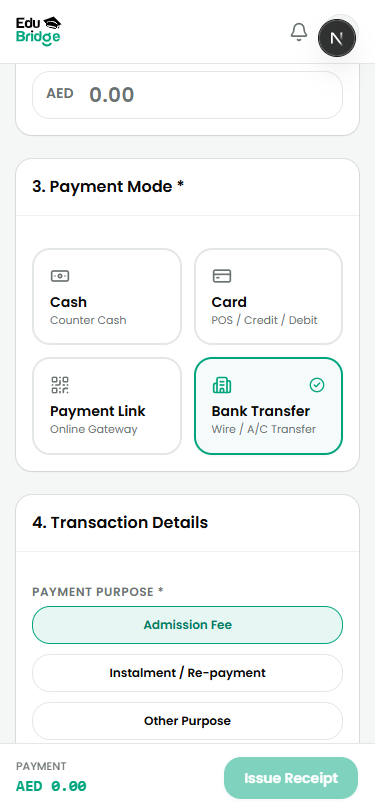 Edu
Bridge
N
AED 0.00
3. Payment Mode *
Cash
Counter Cash
Card
POS / Credit / Debit
Payment Link
Online Gateway
Bank Transfer
Wire / A/C Transfer
4. Transaction Details
PAYMENT PURPOSE *
Admission Fee
Instalment / Re-payment
Other Purpose
PAYMENT
AED 0.00
Issue Receipt